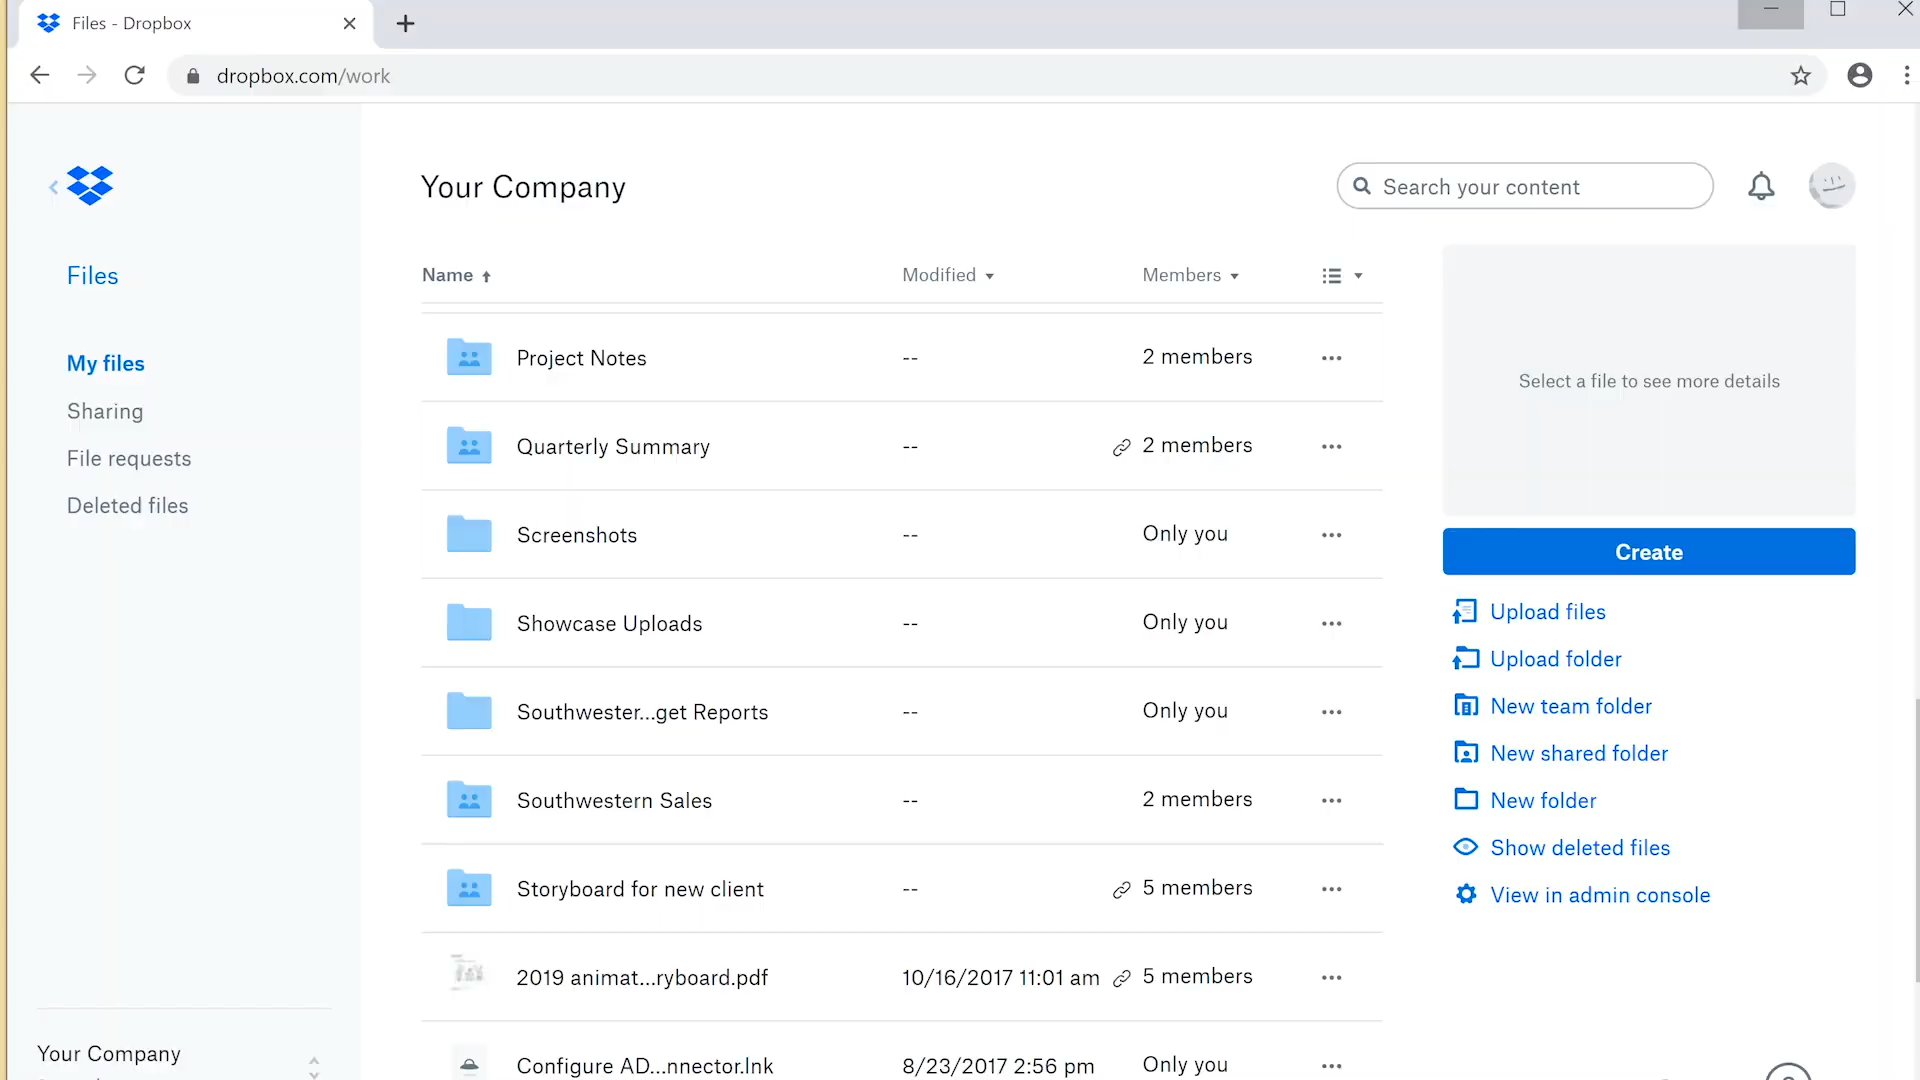 Files - Dropbox
dropbox.com/work
Your Company
Search your content
Files
My files
Sharing
File requests
Deleted files
Name Modified Members
Project Notes -- 2 members
Quarterly Summary -- 2 members
Screenshots -- Only you
Showcase Uploads -- Only you
Southwester...get Reports -- Only you
Southwestern Sales -- 2 members
Storyboard for new client -- 5 members
2019 animat...ryboard.pdf 10/16/2017 11:01 am 5 members
Configure AD...nnector.lnk 8/23/2017 2:56 pm Only you
Select a file to see more details
Create
Upload files
Upload folder
New team folder
New shared folder
New folder
Show deleted files
View in admin console
Your Company